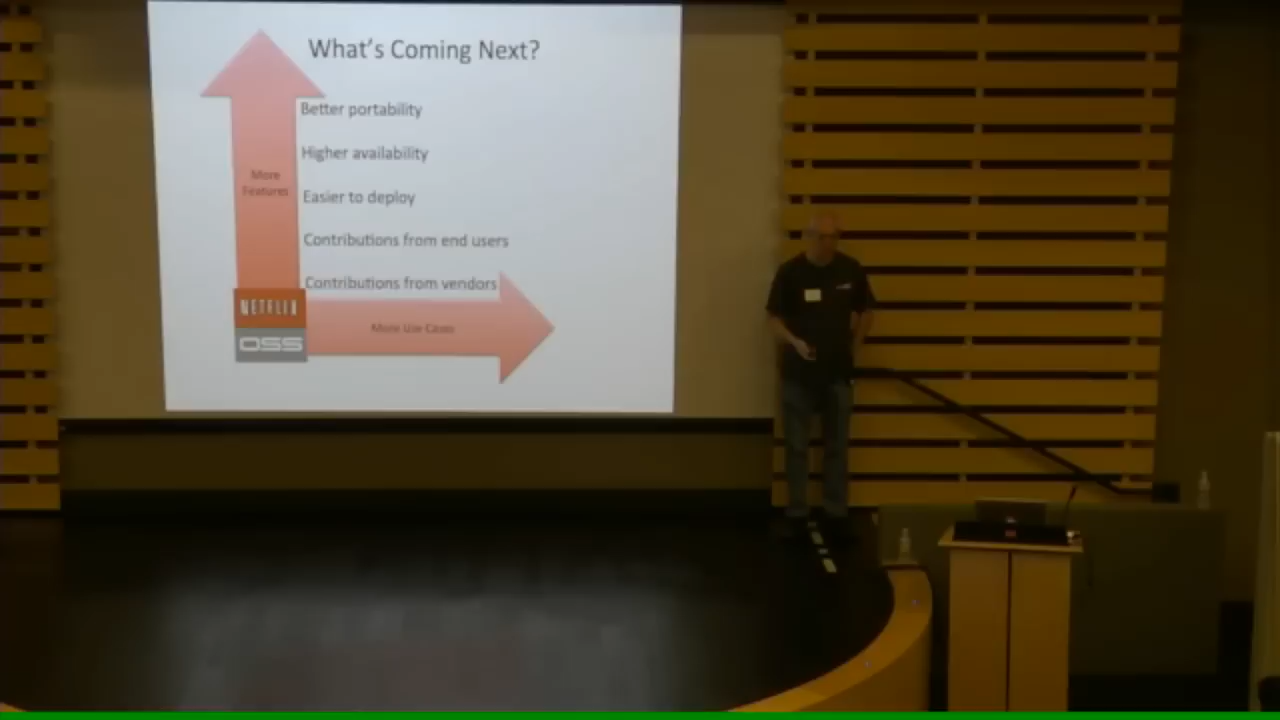 What's Coming Next?
Better portability
Higher availability
More
Features
Easier to deploy
Contributions from end users
Contributions from vendors
NETFLIX
More Use Cases
OSS